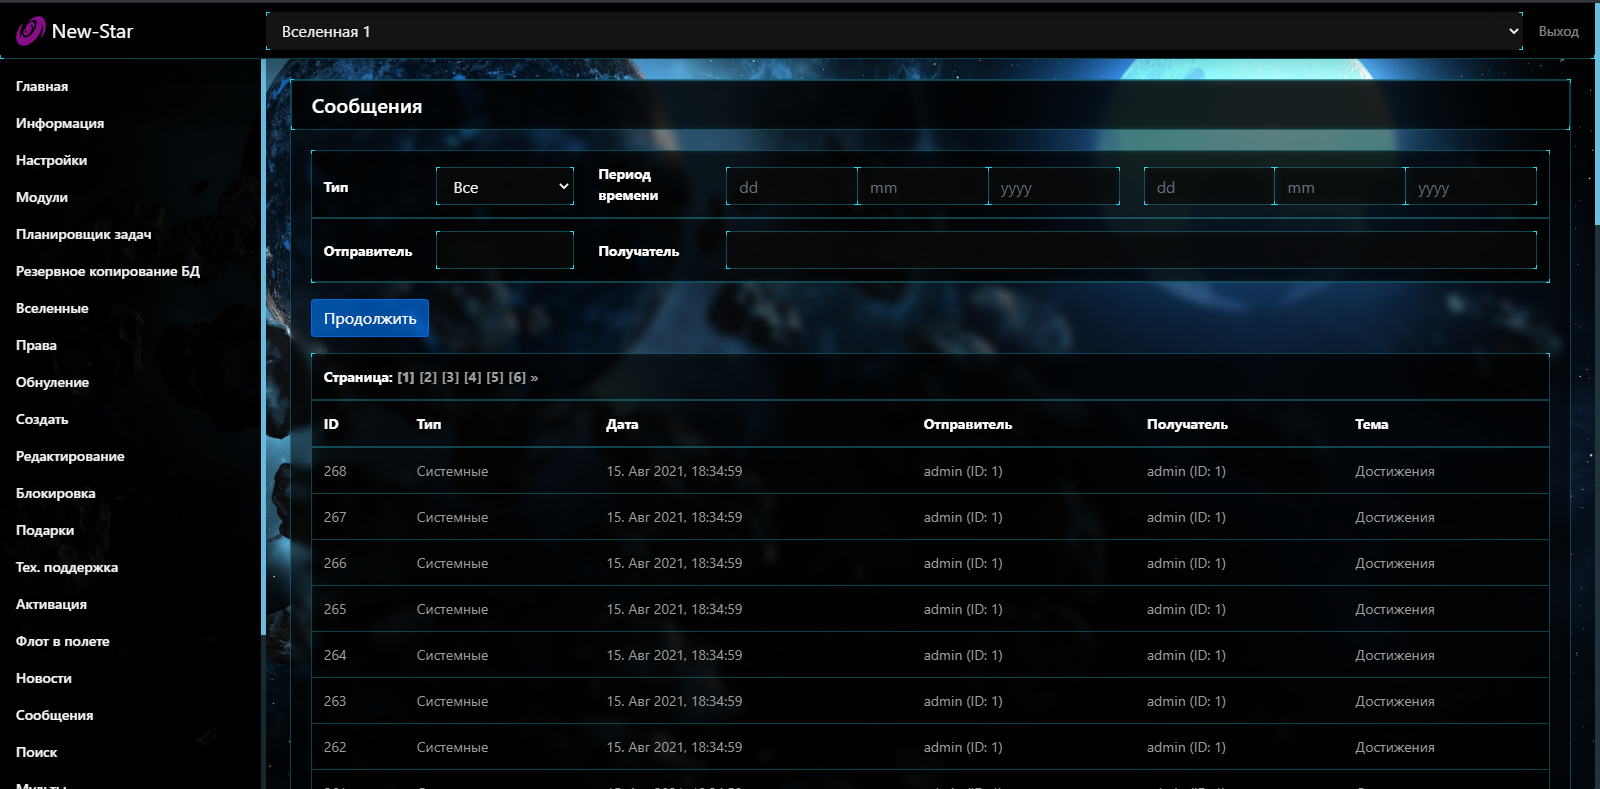 New-Star
Вселенная 1
Выход
Главная
Информация
Настройки
Модули
Планировщик задач
Резервное копирование БД
Вселенные
Права
Обнуление
Создать
Редактирование
Блокировка
Подарки
Тех. поддержка
Активация
Флот в полете
Новости
Сообщения
Поиск
Мульты
Сообщения
Тип Все Период времени dd mm yyyy dd mm yyyy
Отправитель Получатель
Продолжить
Страница: [1] [2] [3] [4] [5] [6] »
ID Тип Дата Отправитель Получатель Тема
268 Системные 15. Авг 2021, 18:34:59 admin (ID: 1) admin (ID: 1) Достижения
267 Системные 15. Авг 2021, 18:34:59 admin (ID: 1) admin (ID: 1) Достижения
266 Системные 15. Авг 2021, 18:34:59 admin (ID: 1) admin (ID: 1) Достижения
265 Системные 15. Авг 2021, 18:34:59 admin (ID: 1) admin (ID: 1) Достижения
264 Системные 15. Авг 2021, 18:34:59 admin (ID: 1) admin (ID: 1) Достижения
263 Системные 15. Авг 2021, 18:34:59 admin (ID: 1) admin (ID: 1) Достижения
262 Системные 15. Авг 2021, 18:34:59 admin (ID: 1) admin (ID: 1) Достижения